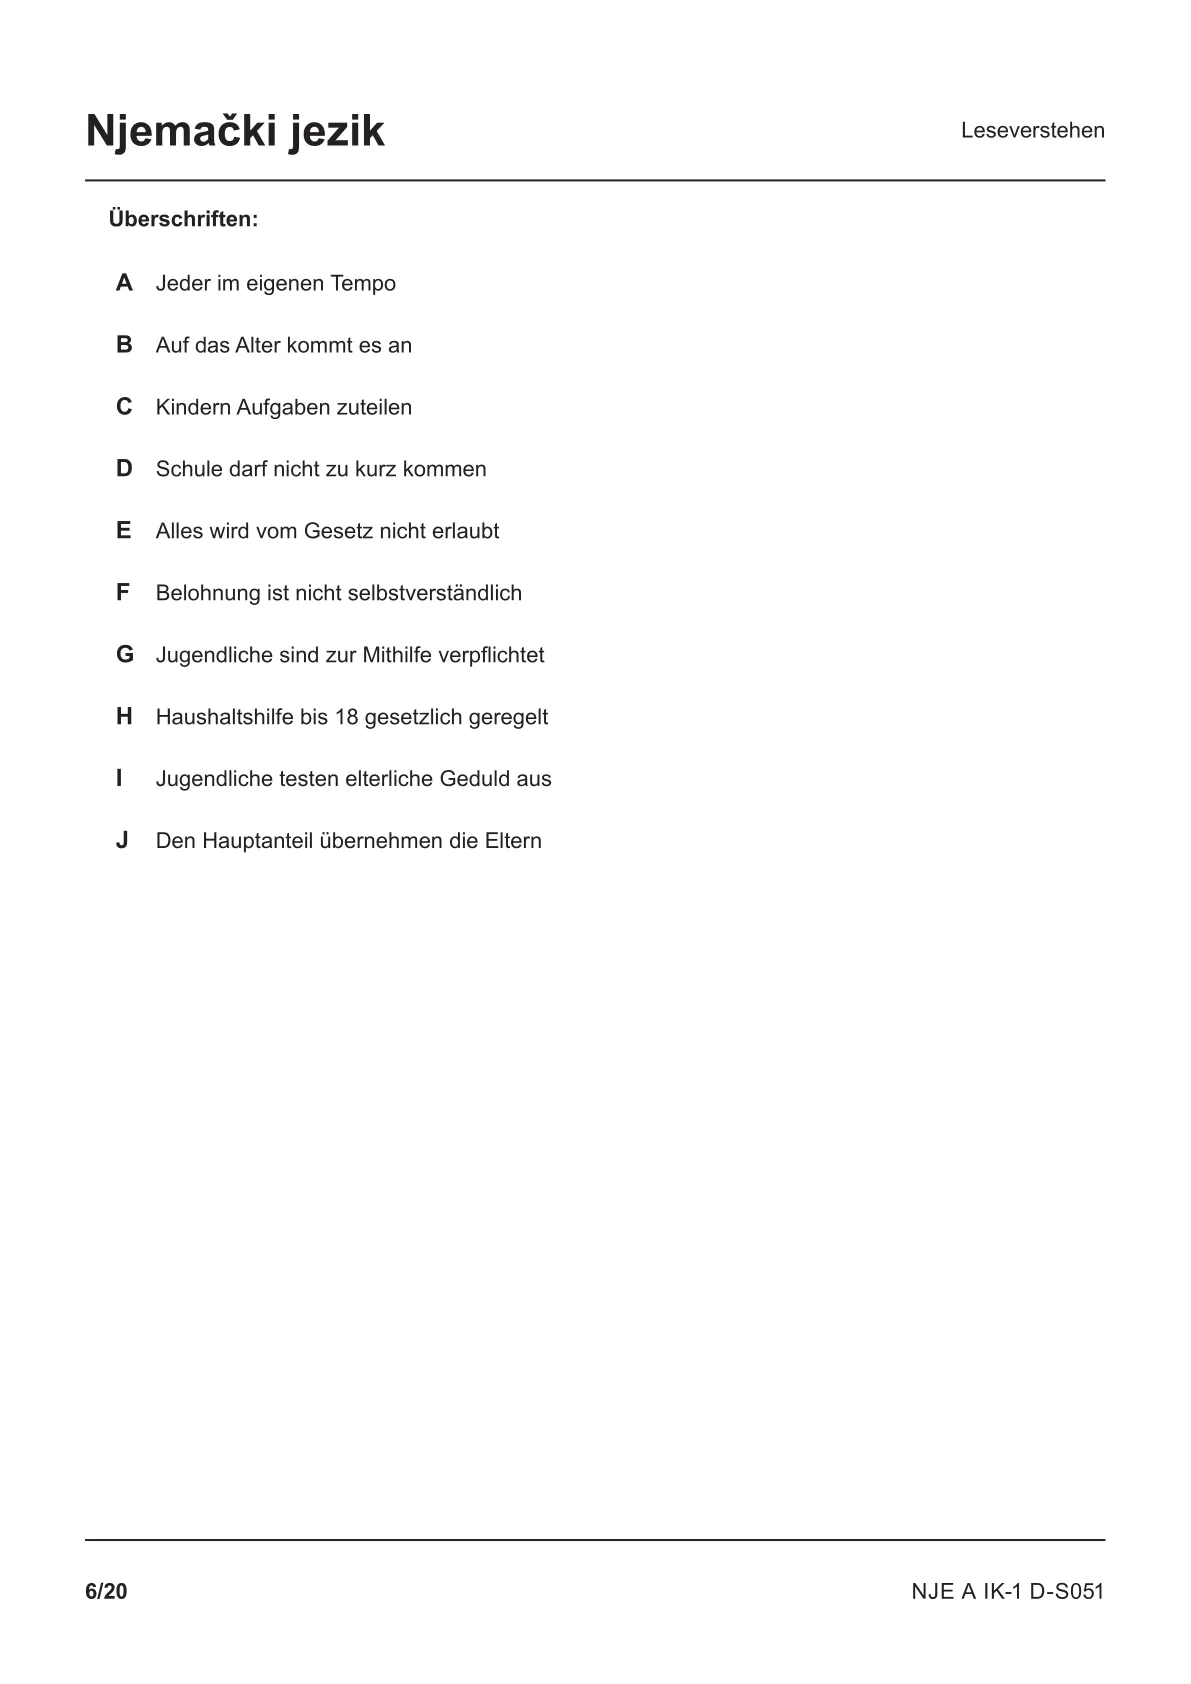 Njemački jezik
Leseverstehen
Überschriften:
A Jeder im eigenen Tempo
B Auf das Alter kommt es an
C Kindern Aufgaben zuteilen
D Schule darf nicht zu kurz kommen
E Alles wird vom Gesetz nicht erlaubt
F Belohnung ist nicht selbstverständlich
G Jugendliche sind zur Mithilfe verpflichtet
H Haushaltshilfe bis 18 gesetzlich geregelt
I Jugendliche testen elterliche Geduld aus
J Den Hauptanteil übernehmen die Eltern
6/20
NJE A IK-1 D-S051